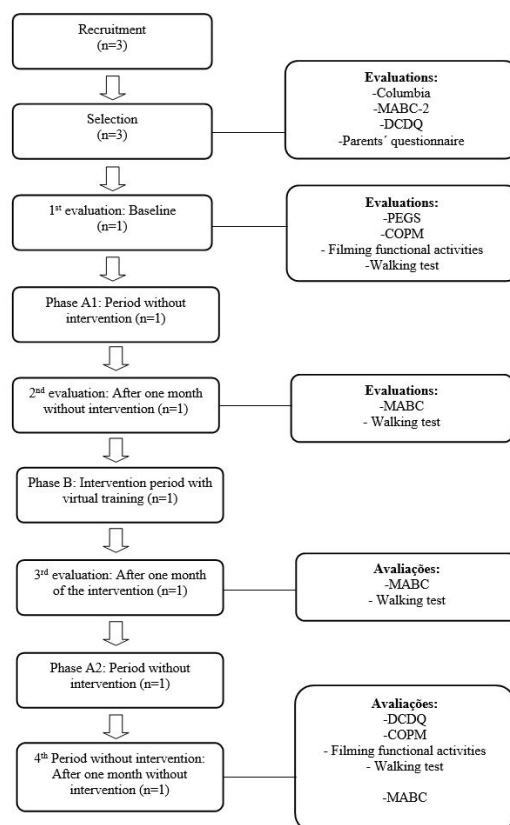 Recruitment
(n=3)
Selection
(n=3)
Evaluations:
-Columbia
-MABC-2
-DCDQ
-Parents´ questionnaire
1st evaluation: Baseline
(n=1)
Evaluations:
-PEGS
-COPM
- Filming functional activities
-Walking test
Phase A1: Period without
intervention (n=1)
2nd evaluation: After one month
without intervention (n=1)
Evaluations:
-MABC
- Walking test
Phase B: Intervention period with
virtual training (n=1)
3rd evaluation: After one month
of the intervention (n=1)
Avaliações:
-MABC
- Walking test
Phase A2: Period without
intervention (n=1)
4th Period without intervention:
After one month without
intervention (n=1)
Avaliações:
-DCDQ
-COPM
- Filming functional activities
- Walking test
-MABC